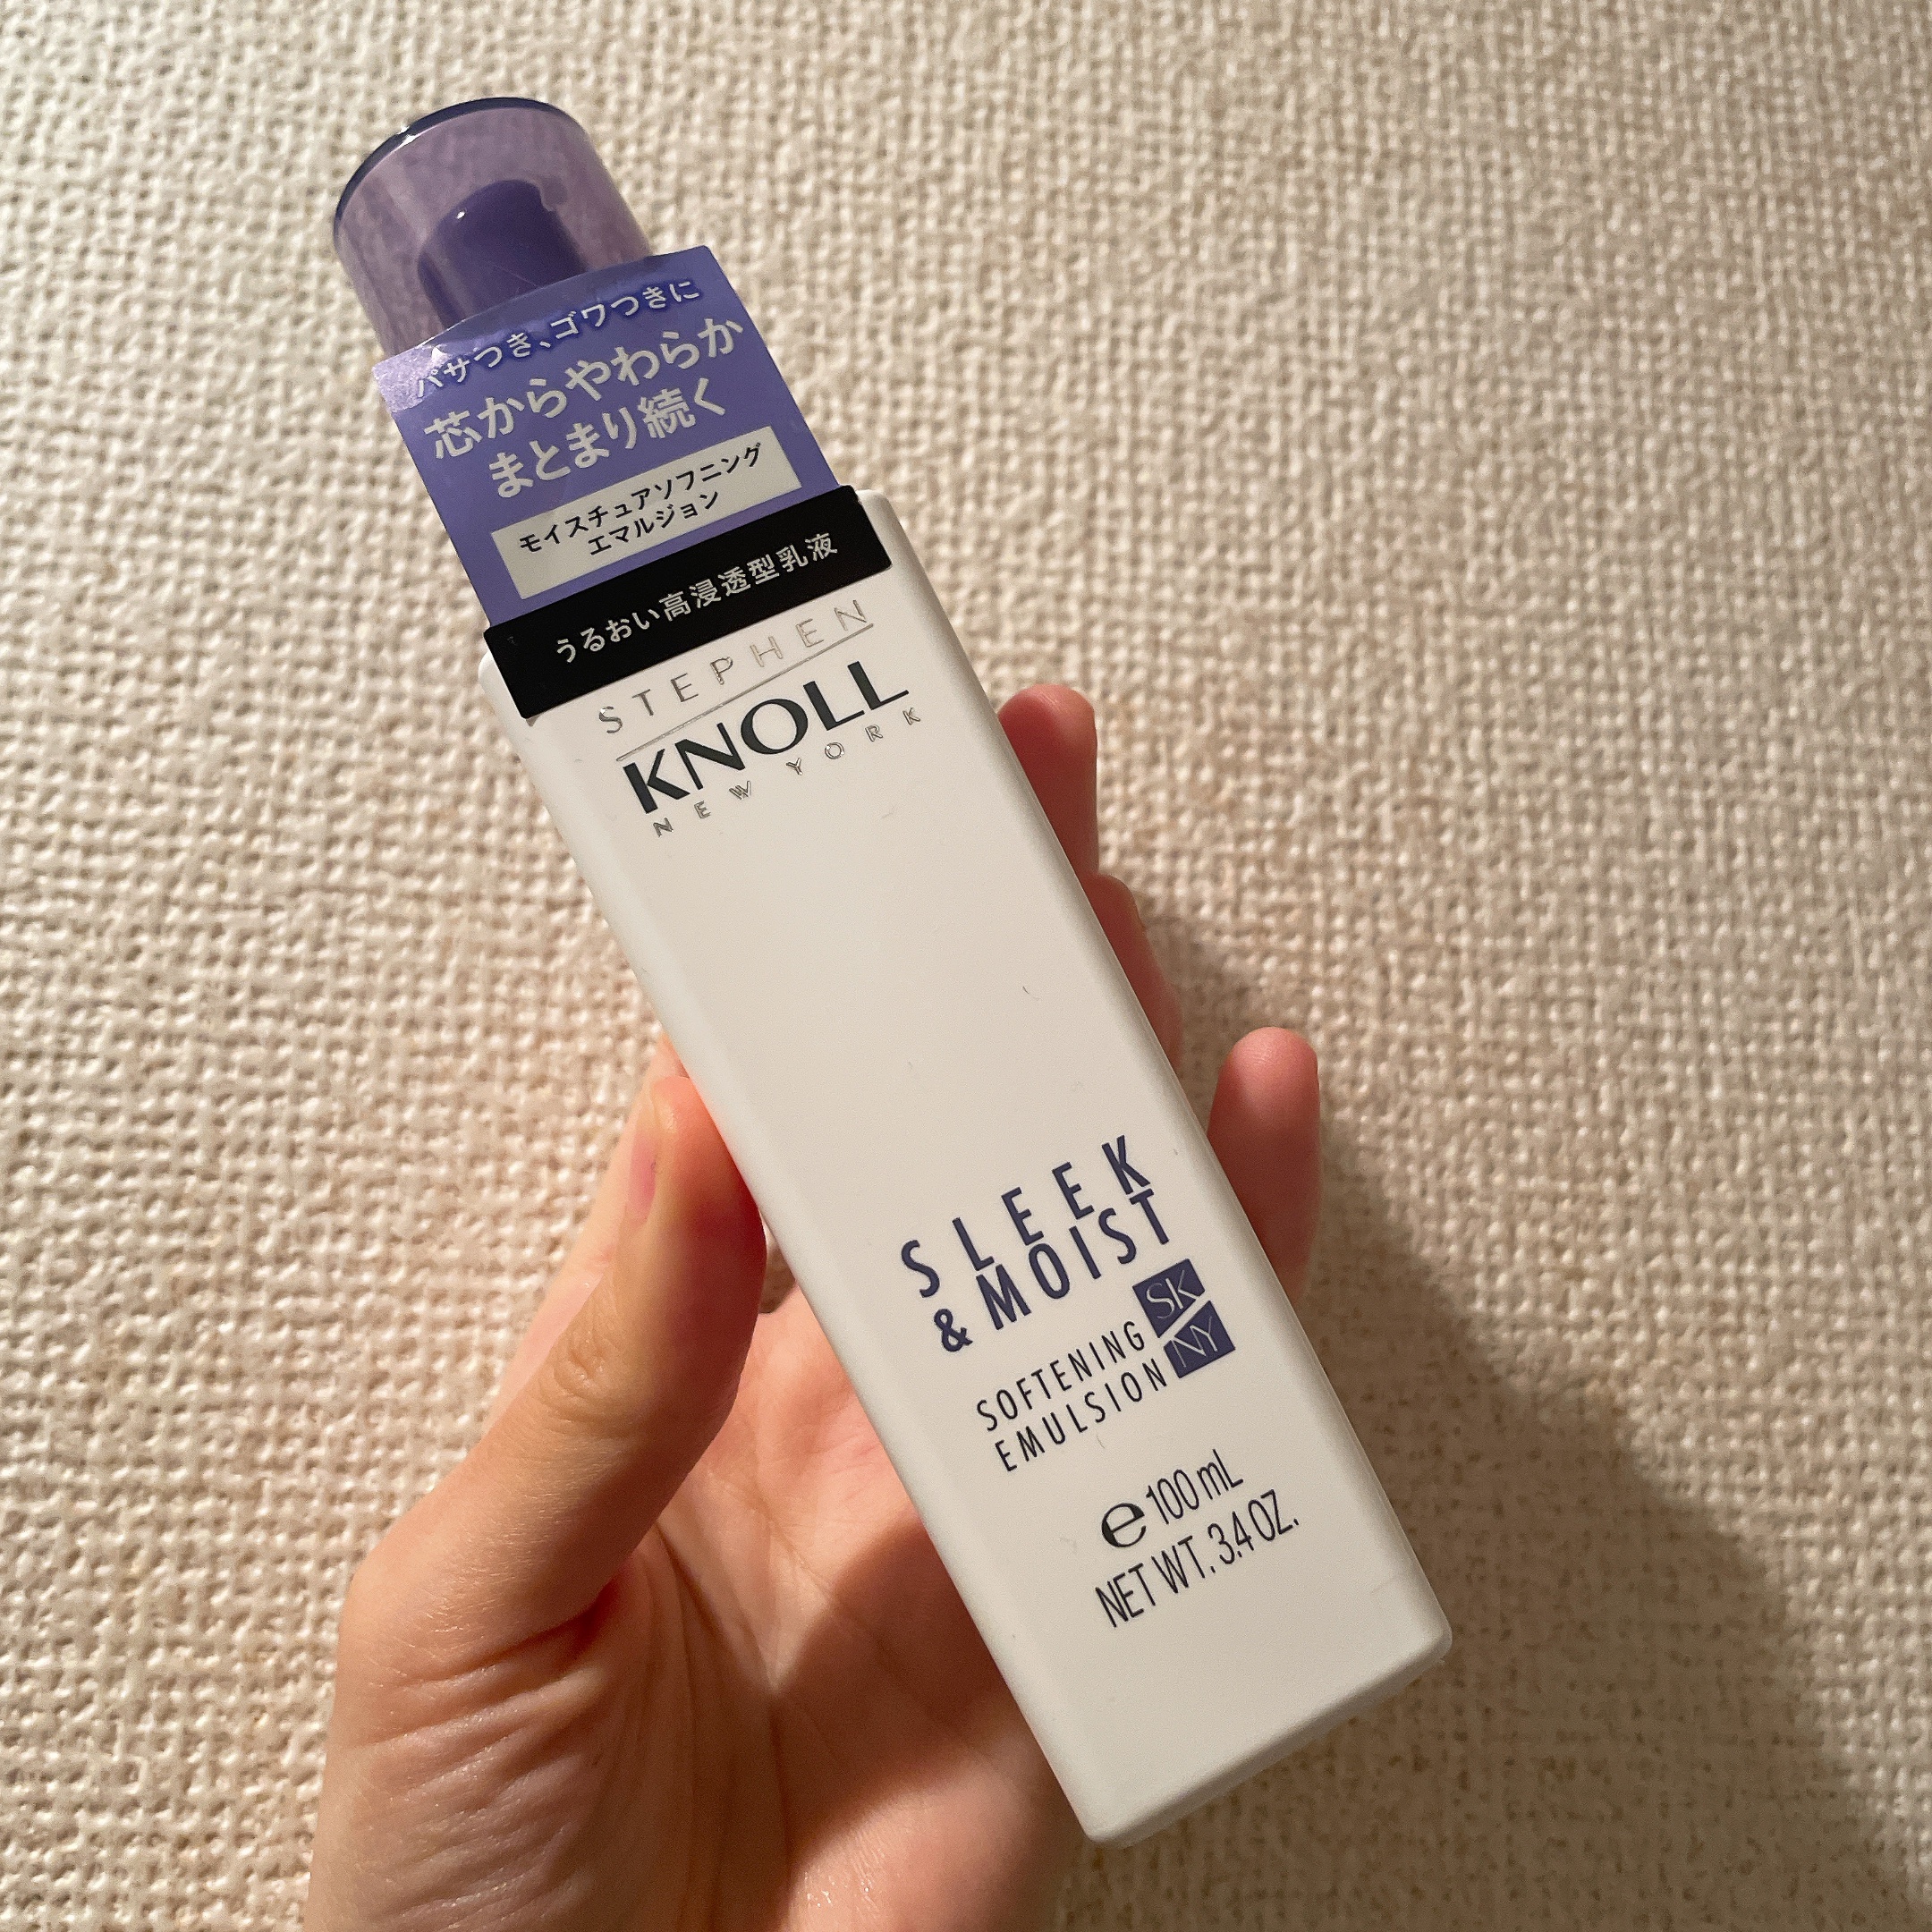 パサつき、ゴワつきに
芯からやわらか
まとまり続く
モイスチュアソフニング
エマルジョン
うるおい高浸透型乳液
STEPHEN
KNOLL
NEW YORK
SLEEK
& MOIST
SK
NY
SOFTENING
EMULSION
e 100 mL
NET WT. 3.4 OZ.